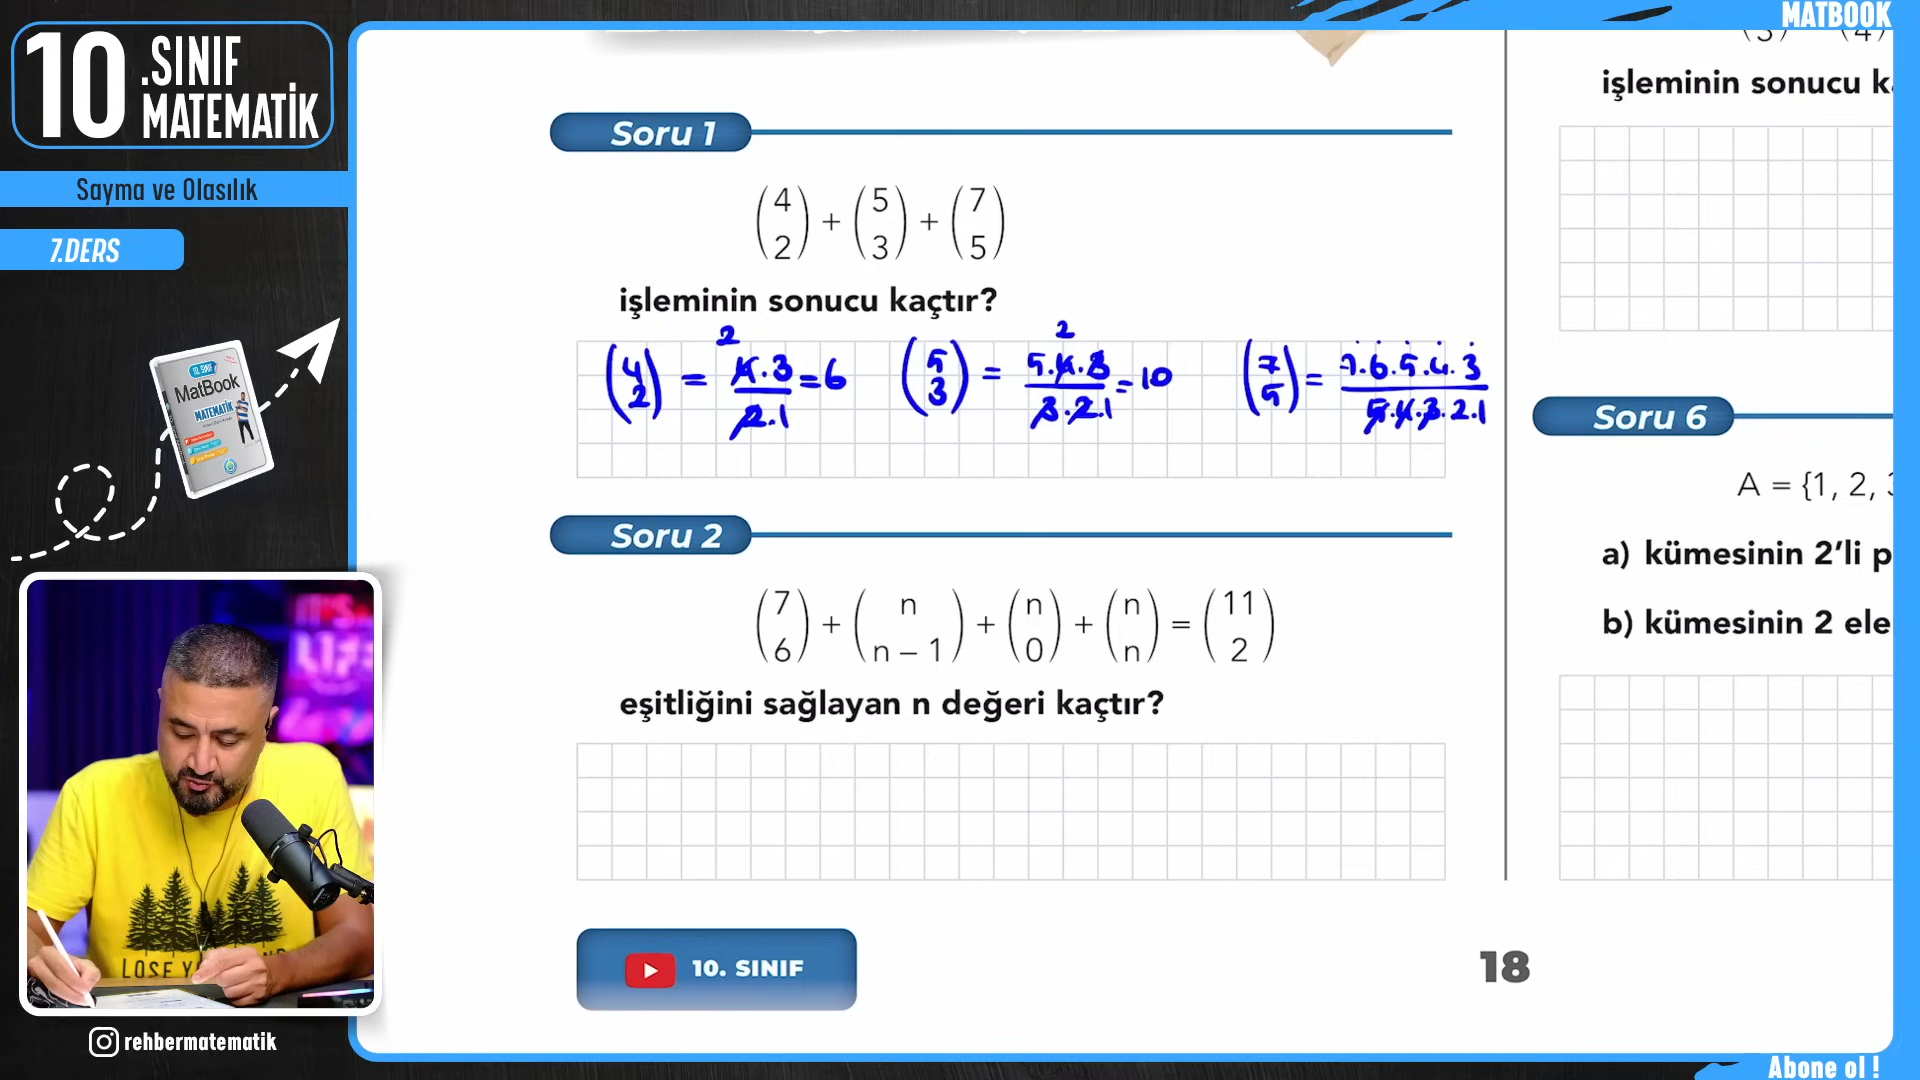 MATBOOK
10
.SINIF
MATEMATİK
Sayma ve Olasılık
7.DERS
10. SINIF
MatBook
MATEMATİK
Soru 1
(4 2) + (5 3) + (7 5)
işleminin sonucu kaçtır?
(4 2) = 4.3 / 2.1 = 6
2
(5 3) = 5.4.3 / 3.2.1 = 10
2
(7 5) = 7.6.5.4.3 / 5.4.3.2.1
Soru 2
(7 6) + (n n – 1) + (n 0) + (n n) = (11 2)
eşitliğini sağlayan n değeri kaçtır?
10. SINIF
18
işleminin sonucu k
Soru 6
A = {1, 2,
a) kümesinin 2'li p
b) kümesinin 2 ele
rehbermatematik
Abone ol !